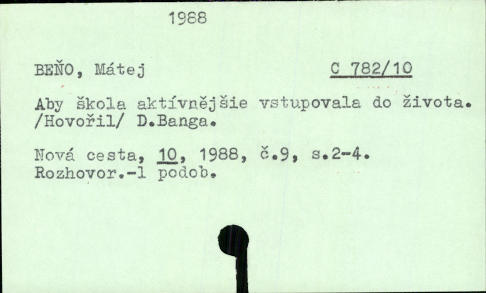 1988
BEŇO, Mátej C 782/10
Aby škola aktívnějšie vstupovala do života.
/Hovořil/ D.Banga.
Nová cesta, 10, 1988, č.9, s.2-4.
Rozhovor.-1 podob.